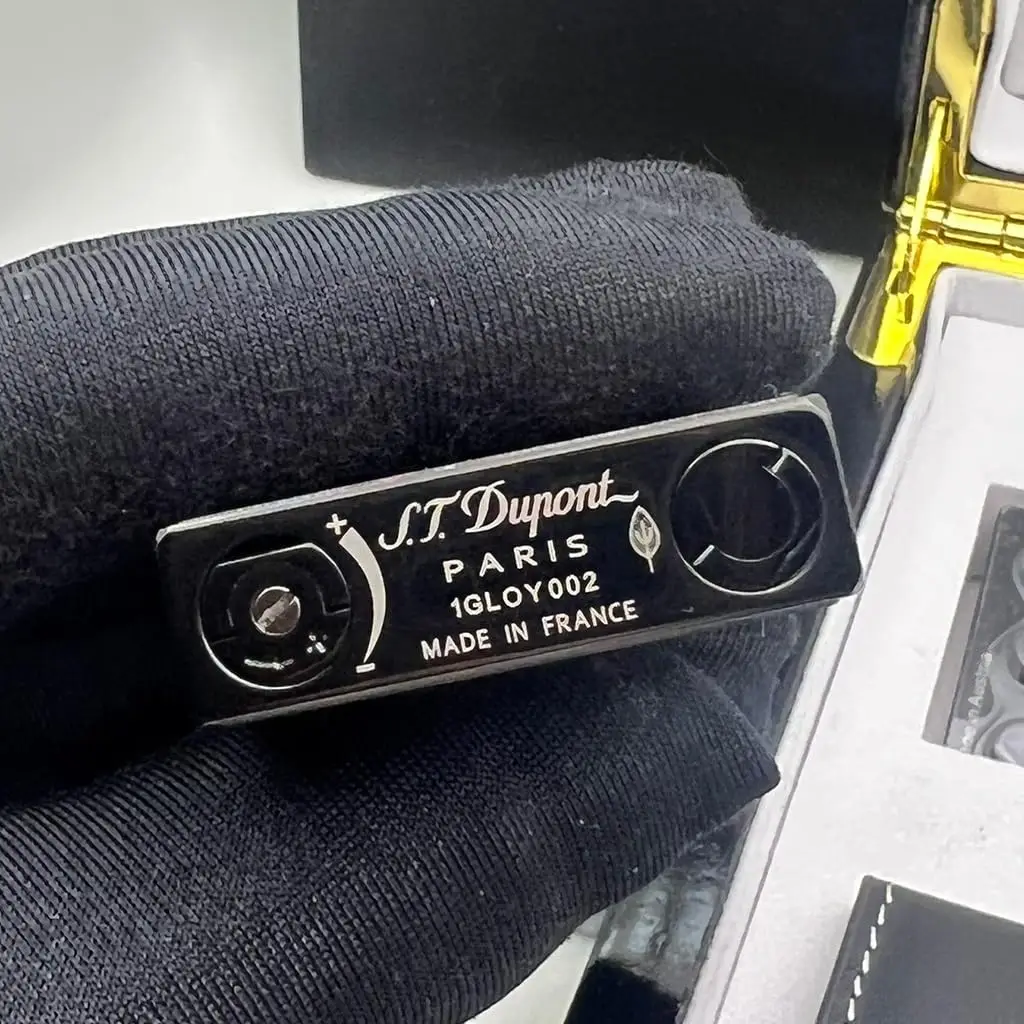 S.T. Dupont
PARIS
1GLOY002
MADE IN FRANCE
+
-